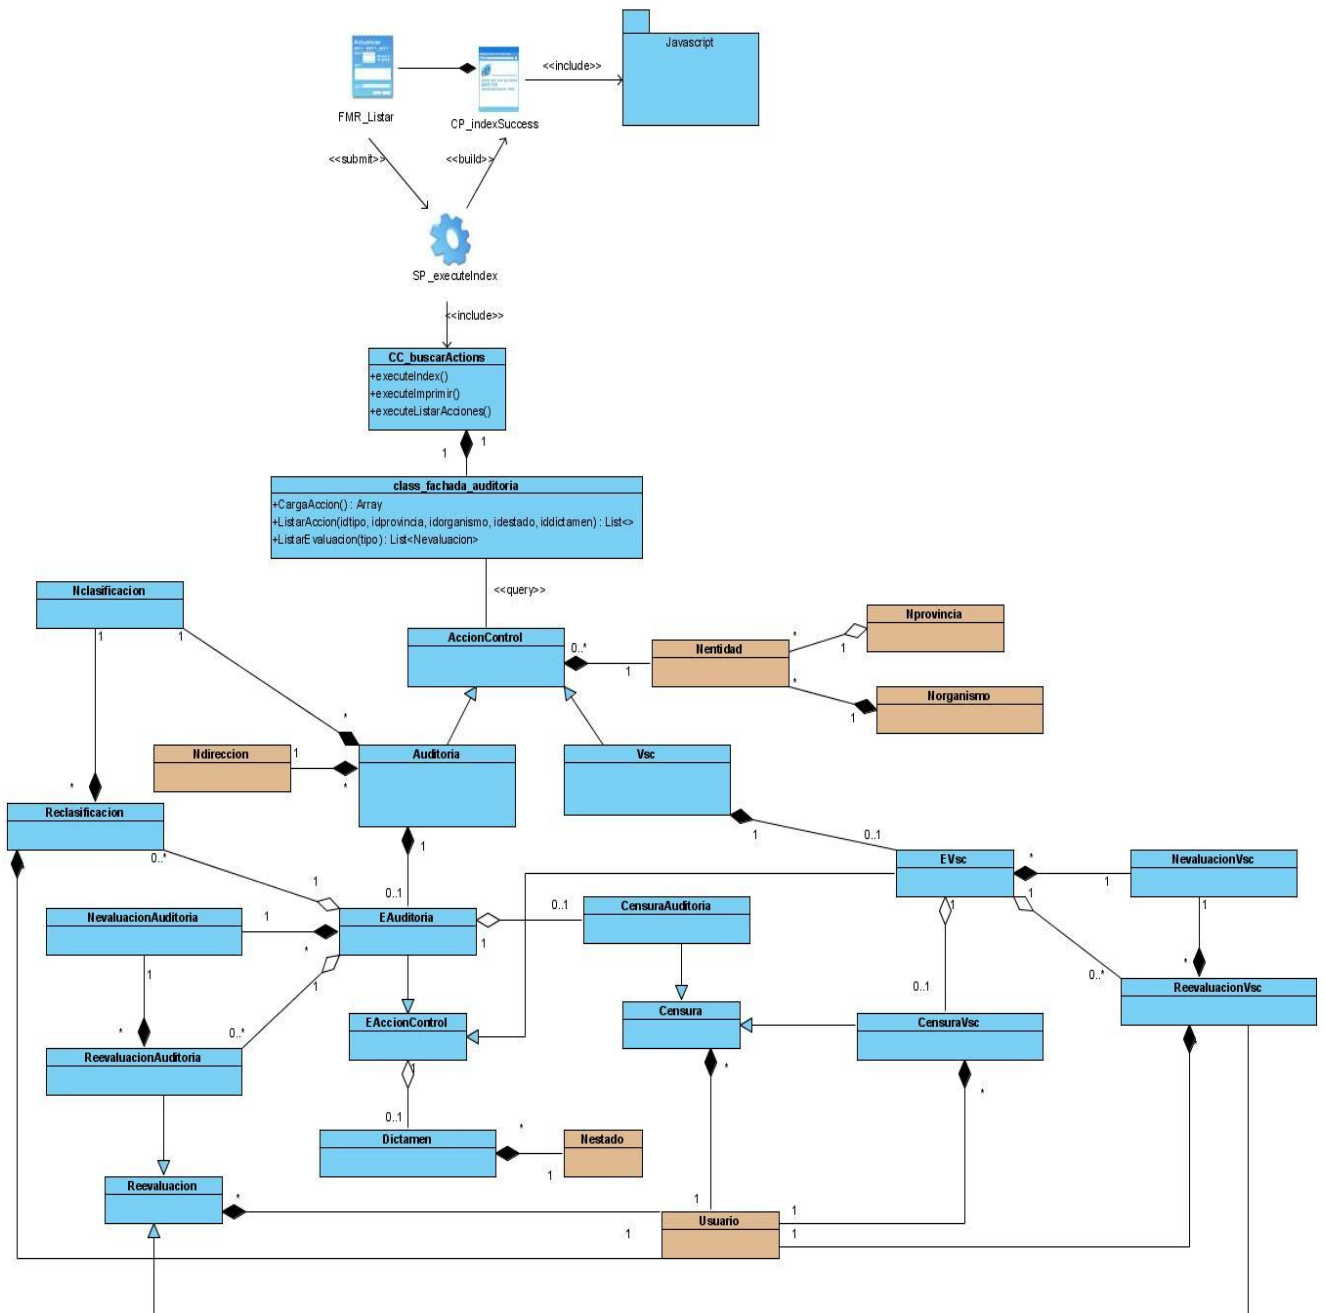 Javascript
<<include>>
FMR_Listar
CP_indexSuccess
<<submit>>
<<build>>
SP_executeIndex
<<include>>
CC_buscarActions
+executeIndex()
+executeImprimir()
+executeListarAcciones()
1
1
class_fachada_auditoria
+CargaAccion() : Array
+ListarAccion(idtipo, idprovincia, idorganismo, idestado, iddictamen) : List<>
+ListarEvaluacion(tipo) : List<Nevaluacion>
<<query>>
Nclasificacion
1
1
AccionControl
0..*
1
Nentidad
*
1
Nprovincia
*
1
Norganismo
Ndireccion
1
*
*
Auditoria
Vsc
*
Reclasificacion
0..*
1
1
0..1
1
0..1
EVsc
*
1
NevaluacionVsc
NevaluacionAuditoria
1
*
EAuditoria
1
0..1
CensuraAuditoria
1
1
1
1
*
0..*
1
*
0..*
ReevaluacionAuditoria
EAccionControl
1
0..1
Censura
*
0..1
CensuraVsc
*
ReevaluacionVsc
Dictamen
*
1
Nestado
Reevaluacion
*
1
1
1
1
Usuario